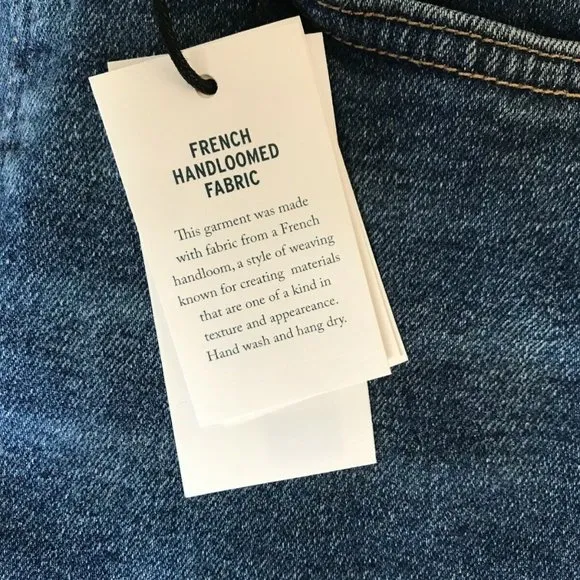 FRENCH
HANDLOOMED
FABRIC
This garment was made
with fabric from a French
handloom, a style of weaving
known for creating materials
that are one of a kind in
texture and appeareance.
Hand wash and hang dry.